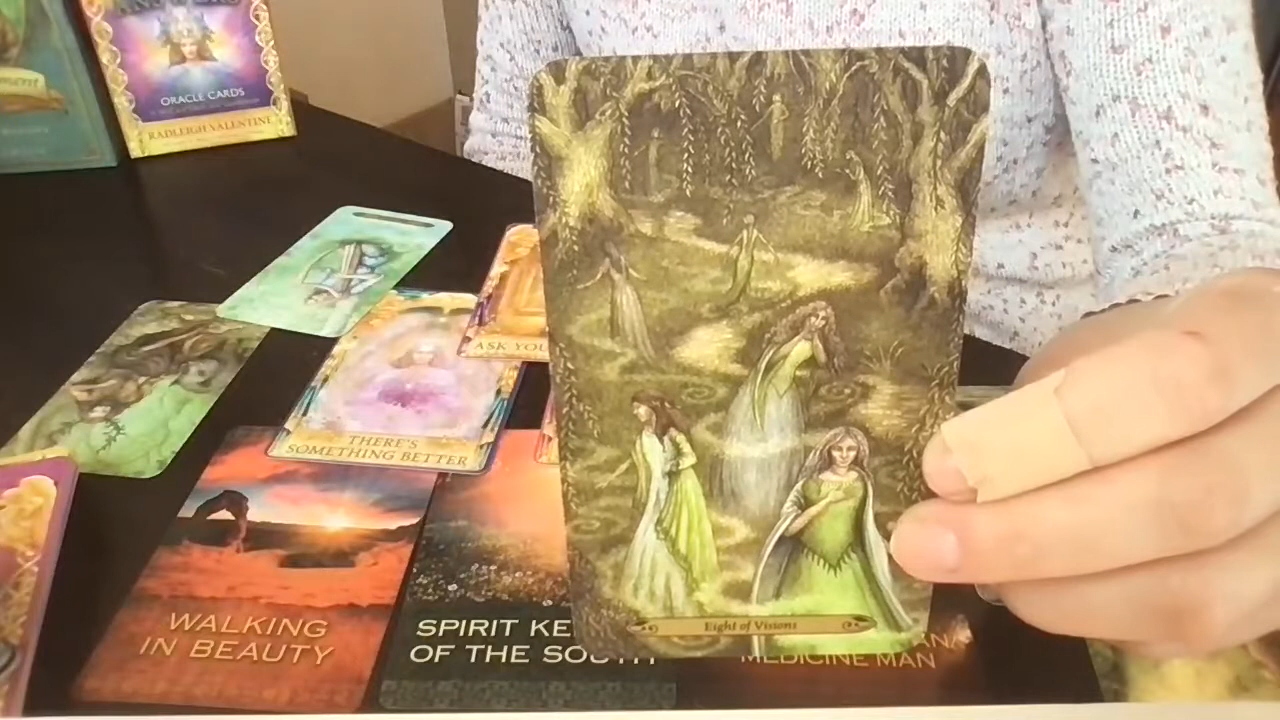 ORACLE CARDS
RADLEIGH VALENTINE
ASK YOU
THERE'S
SOMETHING BETTER
WALKING
IN BEAUTY
SPIRIT KE
OF THE SOUTH
Eight of Visions
MEDICINE MAN